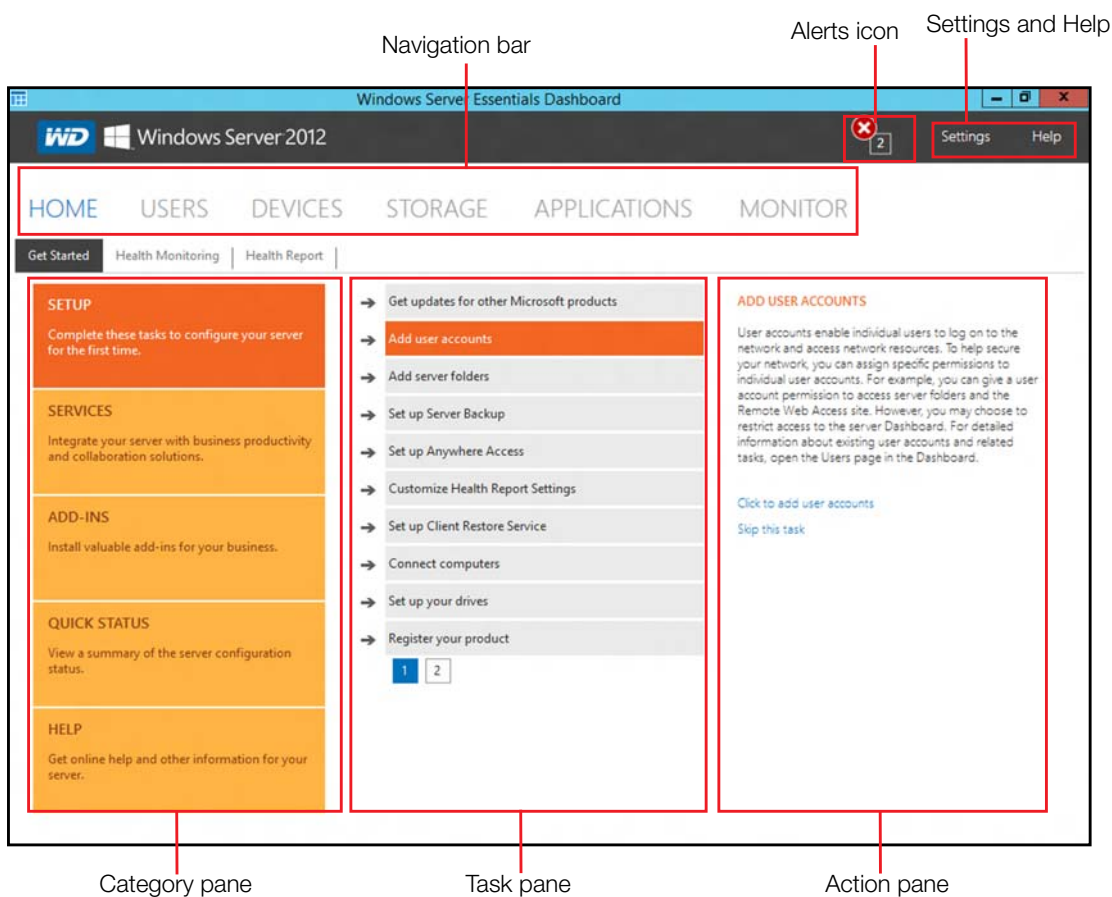 Navigation bar
Alerts icon
Settings and Help
Windows Server Essentials Dashboard
WD Windows Server 2012
2
Settings Help
HOME USERS DEVICES STORAGE APPLICATIONS MONITOR
Get Started Health Monitoring Health Report
SETUP
Complete these tasks to configure your server
for the first time.
SERVICES
Integrate your server with business productivity
and collaboration solutions.
ADD-INS
Install valuable add-ins for your business.
QUICK STATUS
View a summary of the server configuration
status.
HELP
Get online help and other information for your
server.
Get updates for other Microsoft products
Add user accounts
Add server folders
Set up Server Backup
Set up Anywhere Access
Customize Health Report Settings
Set up Client Restore Service
Connect computers
Set up your drives
Register your product
1 2
ADD USER ACCOUNTS
User accounts enable individual users to log on to the
network and access network resources. To help secure
your network, you can assign specific permissions to
individual user accounts. For example, you can give a user
account permission to access server folders and the
Remote Web Access site. However, you may choose to
restrict access to the server Dashboard. For detailed
information about existing user accounts and related
tasks, open the Users page in the Dashboard.
Click to add user accounts
Skip this task
Category pane
Task pane
Action pane